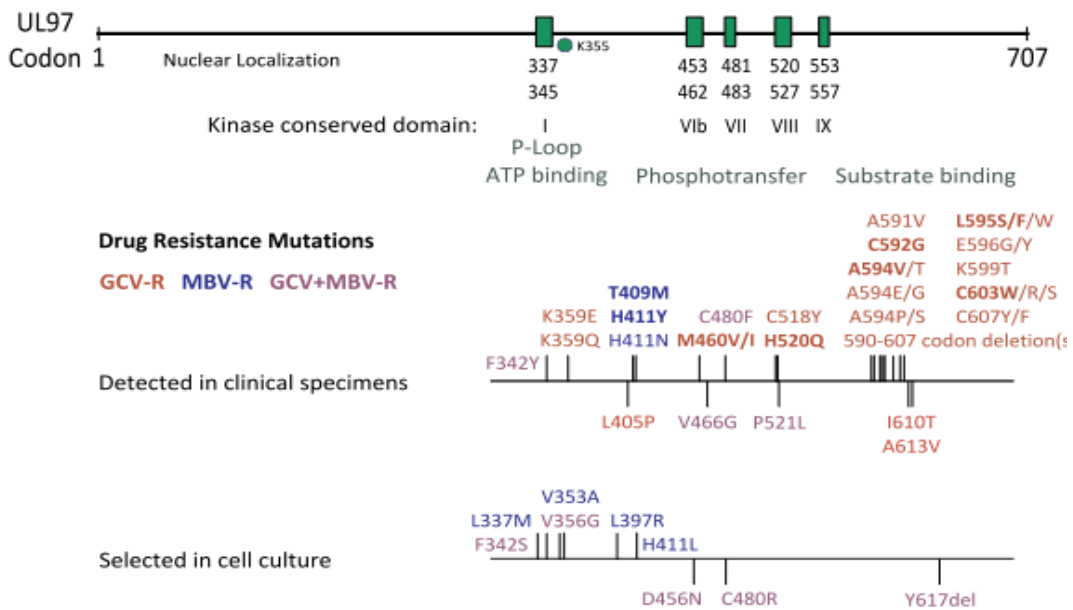 UL97
Codon 1
Nuclear Localization
K355
707
337 453 481 520 553
345 462 483 527 557
Kinase conserved domain: I VIb VII VIII IX
P-Loop
ATP binding Phosphotransfer Substrate binding
A591V L595S/F/W
Drug Resistance Mutations
C592G E596G/Y
GCV-R MBV-R GCV+MBV-R
A594V/T K599T
T409M
A594E/G C603W/R/S
K359E H411Y C480F C518Y A594P/S C607Y/F
K359Q H411N M460V/I H520Q 590-607 codon deletion(s
F342Y
Detected in clinical specimens
L405P V466G P521L I610T
A613V
V353A
L337M V356G L397R
F342S H411L
Selected in cell culture
D456N C480R Y617del